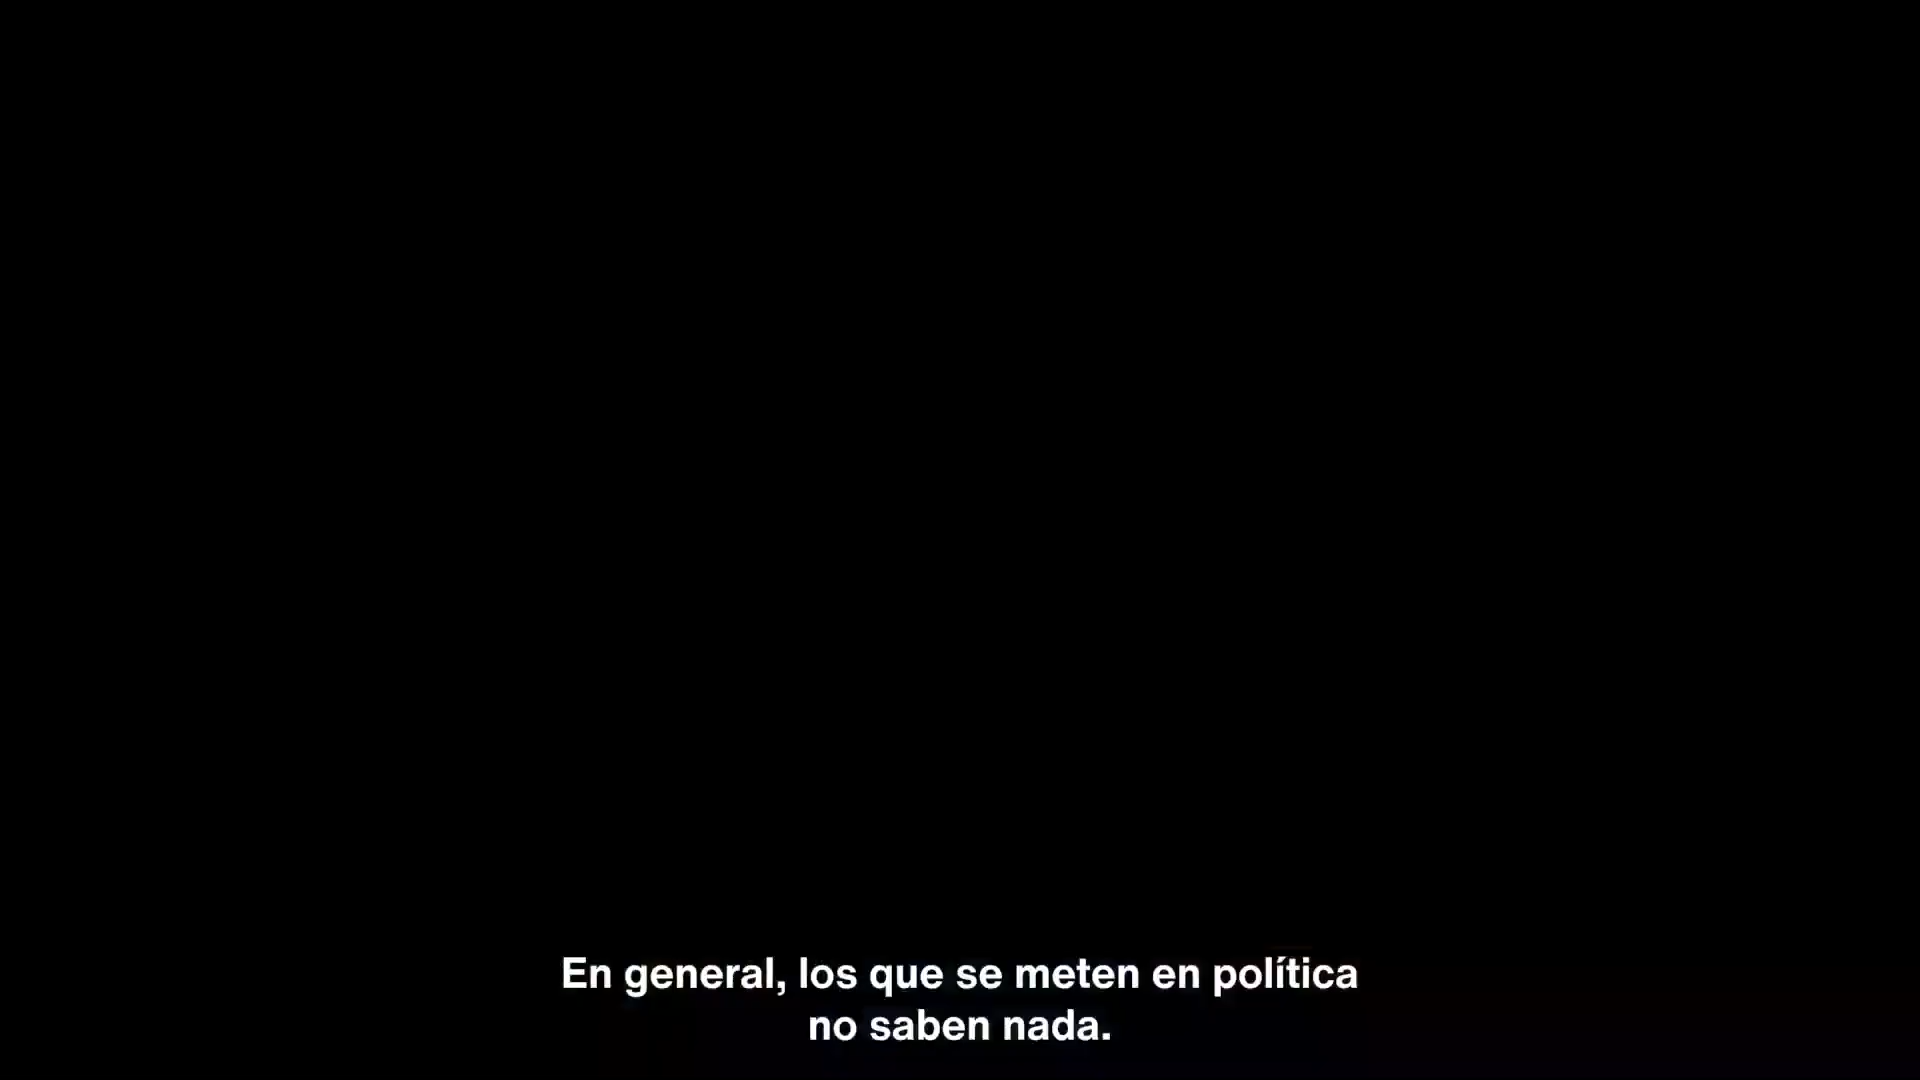 En general, los que se meten en política
no saben nada.